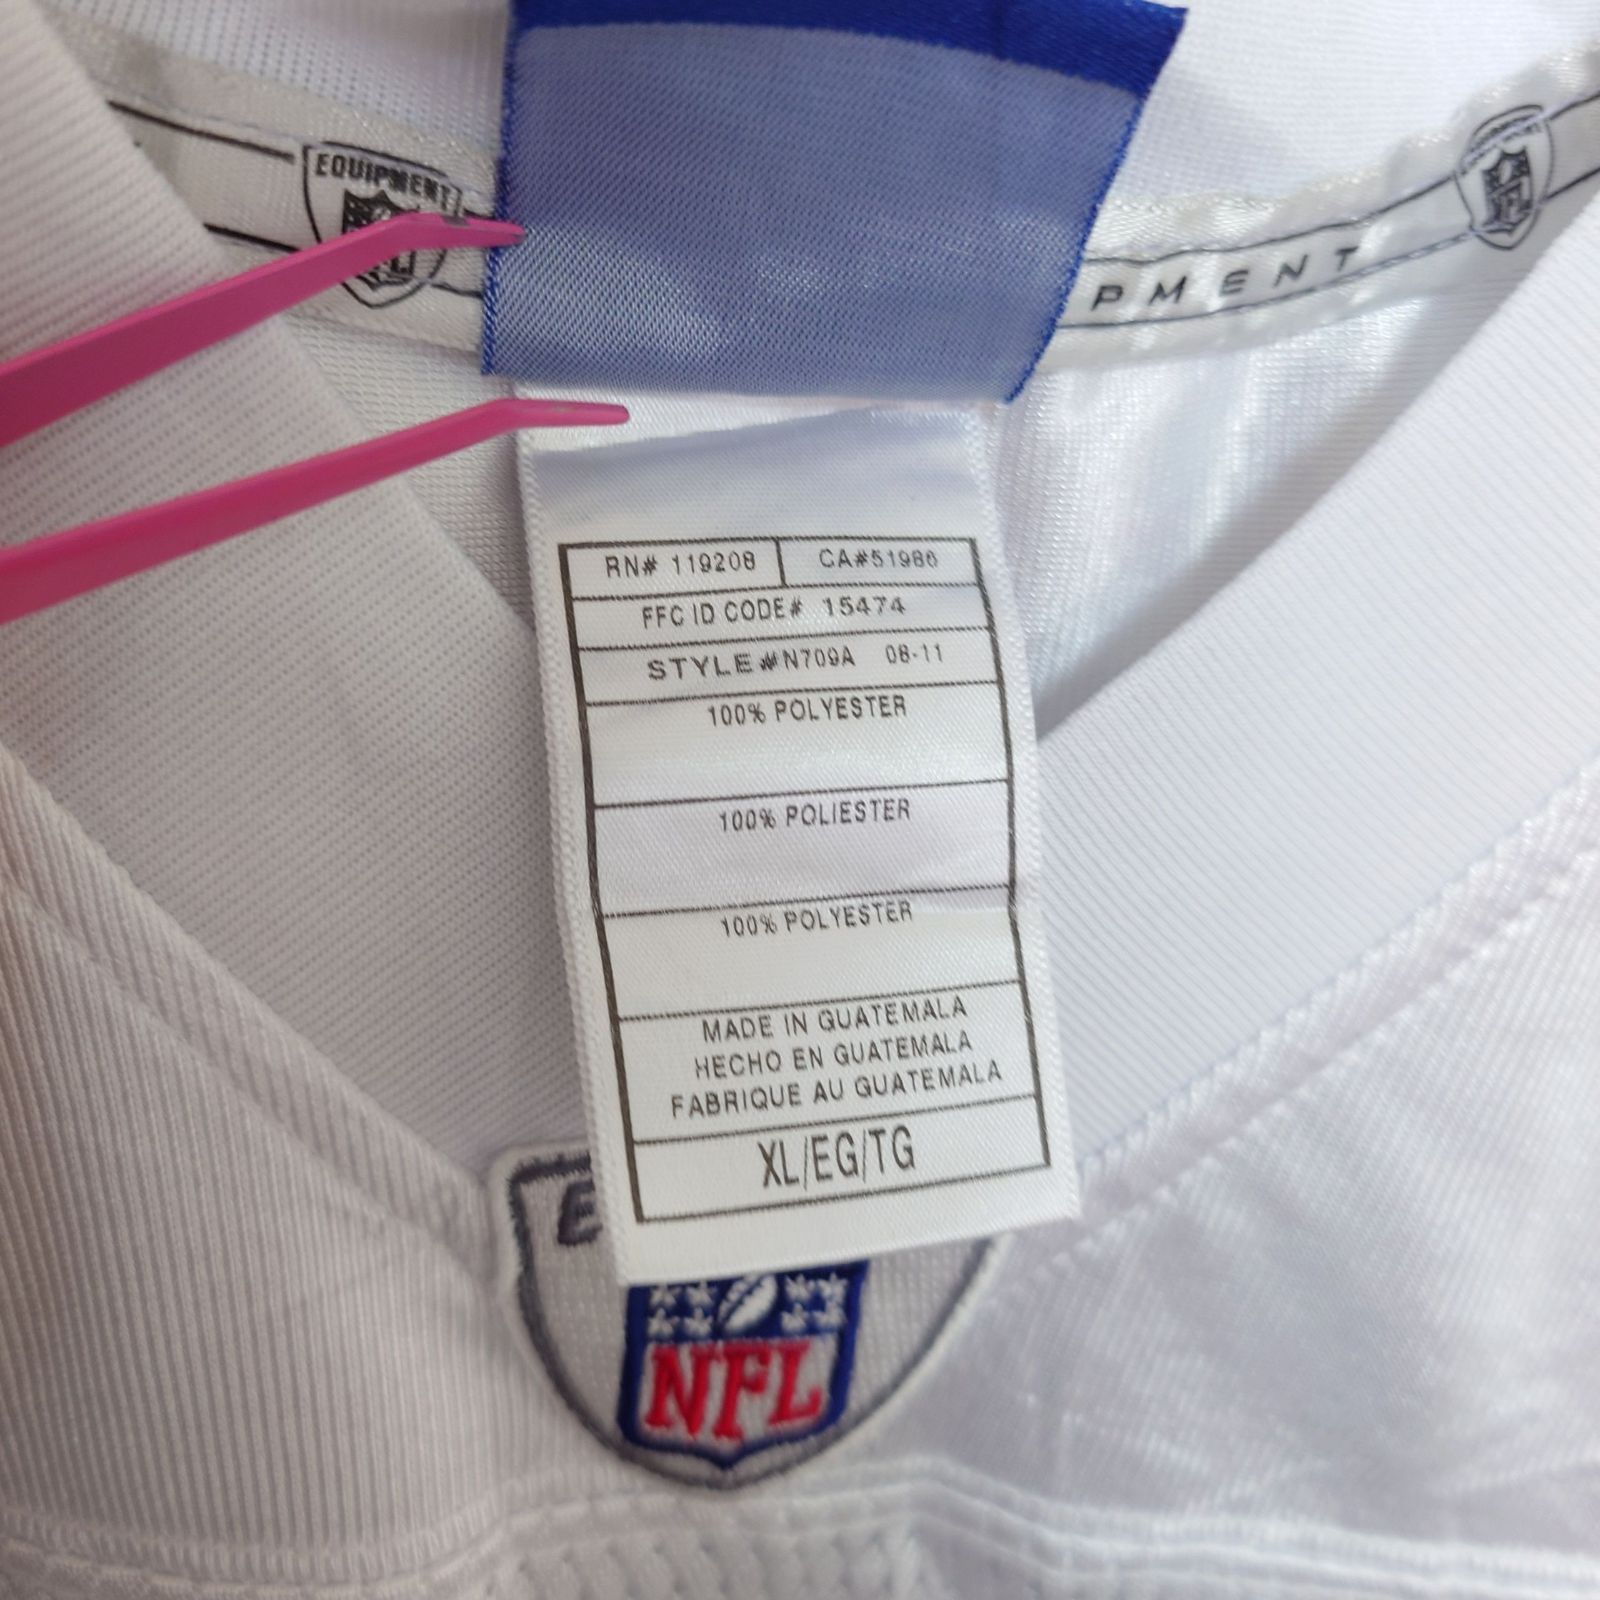 EQUIPMENT
PMENT
RN# 119208 CA#51986
FFC ID CODE# 15474
STYLE#N709A 08-11
100% POLYESTER
100% POLIESTER
100% POLYESTER
MADE IN GUATEMALA
HECHO EN GUATEMALA
FABRIQUE AU GUATEMALA
XL/EG/TG
E
NFL